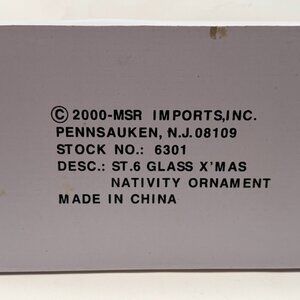 © 2000-MSR IMPORTS,INC.
PENNSAUKEN, N.J. 08109
STOCK NO.: 6301
DESC.: ST.6 GLASS X'MAS
NATIVITY ORNAMENT
MADE IN CHINA